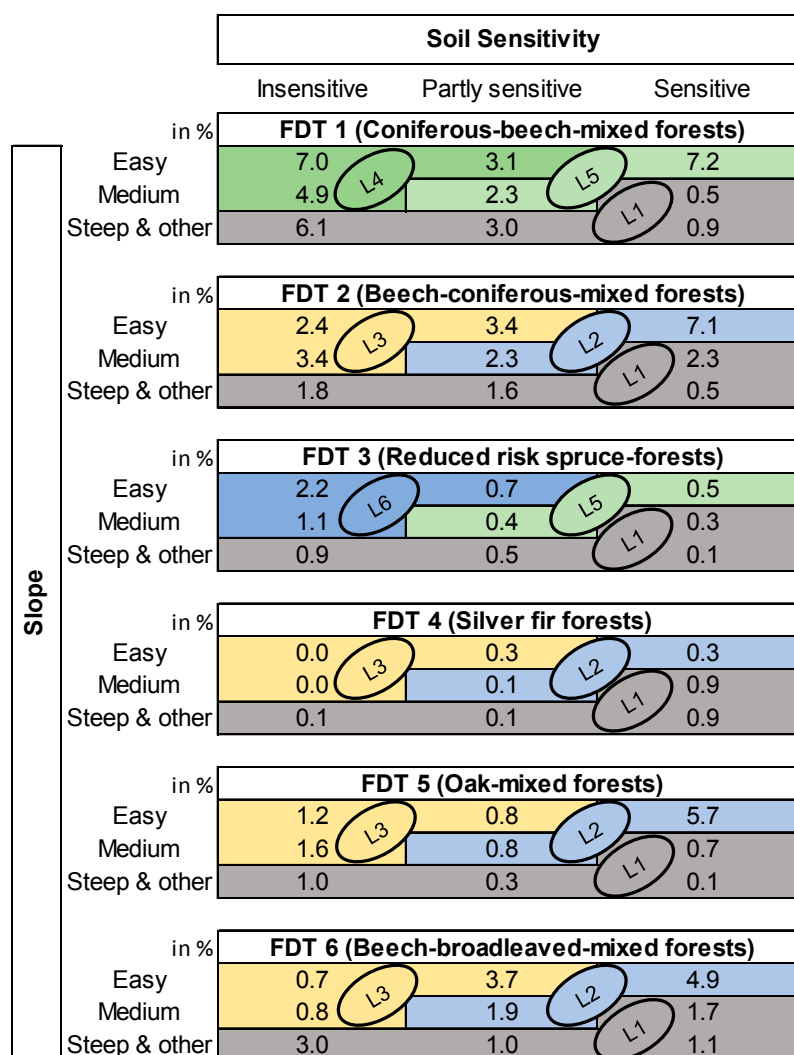 Soil Sensitivity
Insensitive Partly sensitive Sensitive
Slope
in % FDT 1 (Coniferous-beech-mixed forests)
Easy 7.0 L4 3.1 L5 7.2
Medium 4.9 2.3 L1 0.5
Steep & other 6.1 3.0 0.9
in % FDT 2 (Beech-coniferous-mixed forests)
Easy 2.4 L3 3.4 L2 7.1
Medium 3.4 2.3 L1 2.3
Steep & other 1.8 1.6 0.5
in % FDT 3 (Reduced risk spruce-forests)
Easy 2.2 L6 0.7 L5 0.5
Medium 1.1 0.4 L1 0.3
Steep & other 0.9 0.5 0.1
in % FDT 4 (Silver fir forests)
Easy 0.0 L3 0.3 L2 0.3
Medium 0.0 0.1 L1 0.9
Steep & other 0.1 0.1 0.9
in % FDT 5 (Oak-mixed forests)
Easy 1.2 L3 0.8 L2 5.7
Medium 1.6 0.8 L1 0.7
Steep & other 1.0 0.3 0.1
in % FDT 6 (Beech-broadleaved-mixed forests)
Easy 0.7 L3 3.7 L2 4.9
Medium 0.8 1.9 L1 1.7
Steep & other 3.0 1.0 1.1